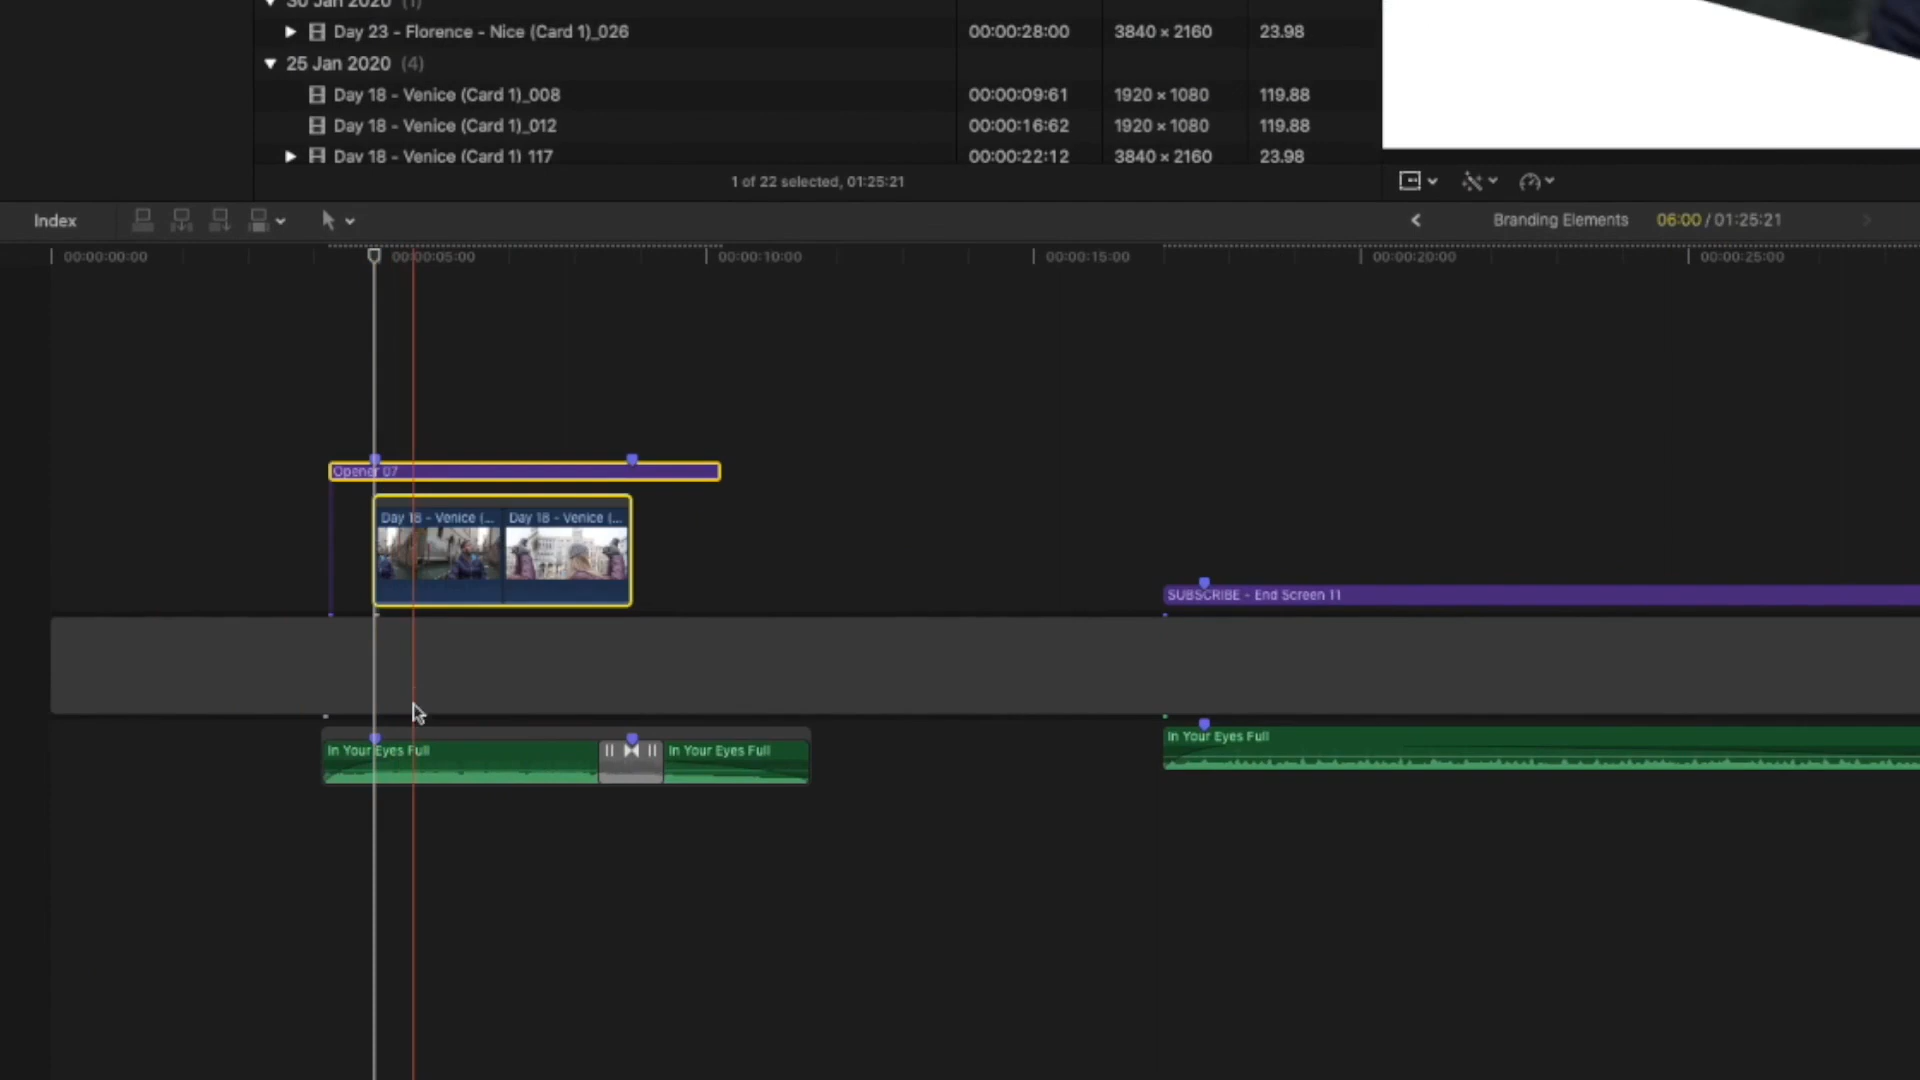 30 Jan 2020 (1)
Day 23 - Florence - Nice (Card 1)_026 00:00:28:00 3840 × 2160 23.98
25 Jan 2020 (4)
Day 18 - Venice (Card 1)_008 00:00:09:61 1920 × 1080 119.88
Day 18 - Venice (Card 1)_012 00:00:16:62 1920 × 1080 119.88
Day 18 - Venice (Card 1)_117 00:00:22:12 3840 × 2160 23.98
1 of 22 selected, 01:25:21
Index Branding Elements 06:00 / 01:25:21
00:00:00:00 00:00:05:00 00:00:10:00 00:00:15:00 00:00:20:00 00:00:25:00
Opener 07
Day 18 - Venice (... Day 18 - Venice (...
SUBSCRIBE - End Screen 11
In Your Eyes Full In Your Eyes Full In Your Eyes Full